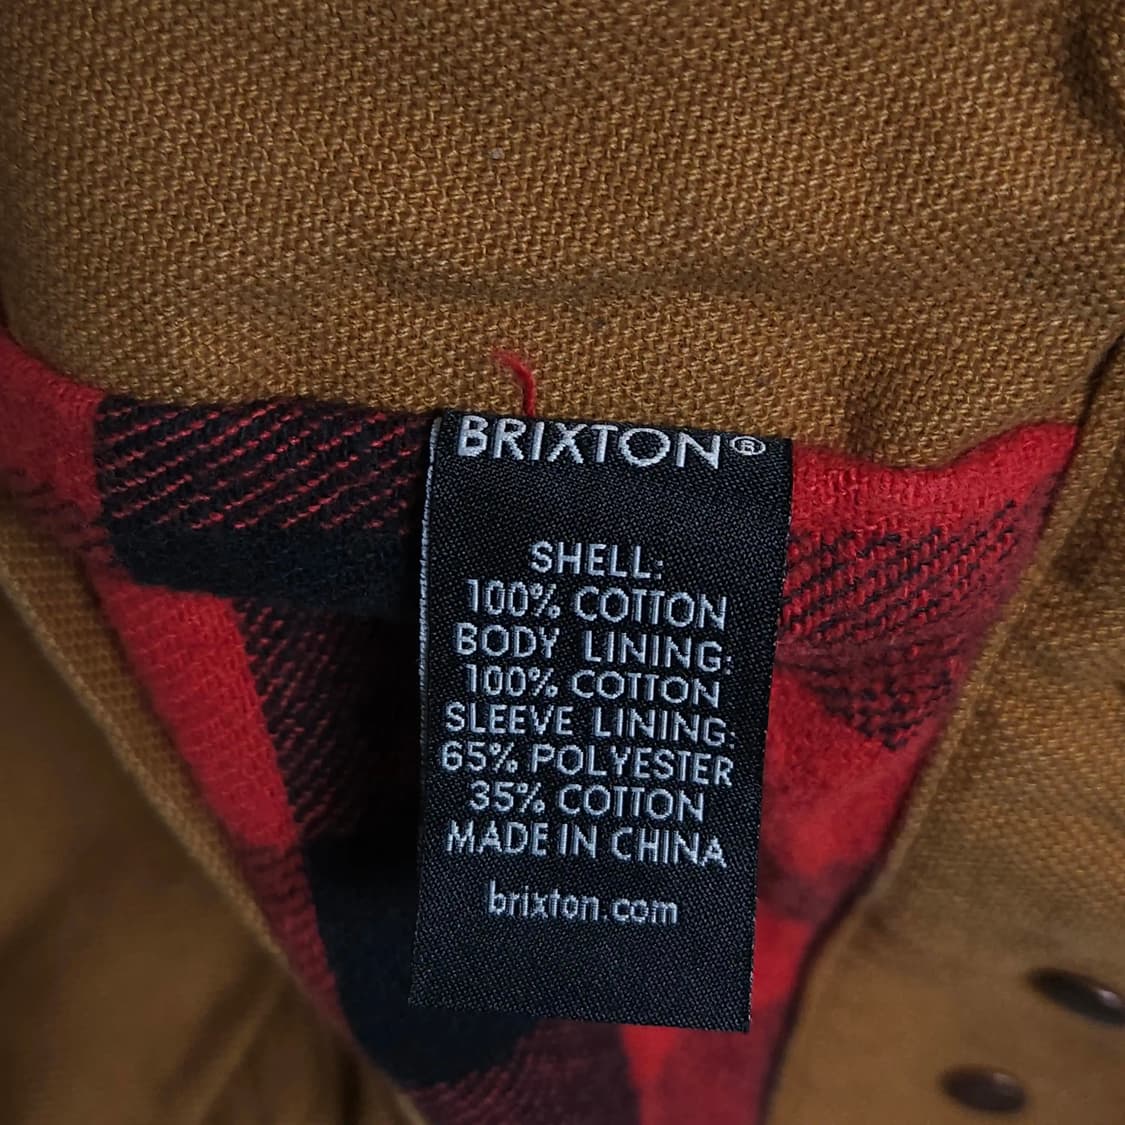 BRIXTON®
SHELL:
100% COTTON
BODY LINING:
100% COTTON
SLEEVE LINING:
65% POLYESTER
35% COTTON
MADE IN CHINA
brixton.com